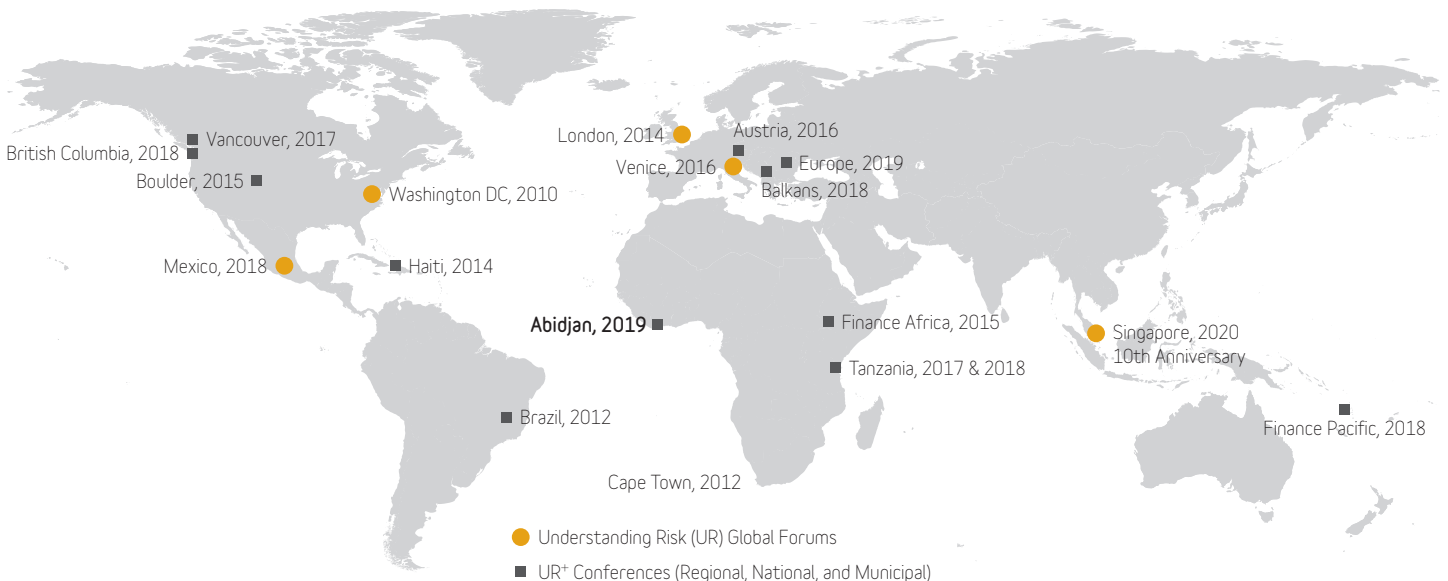 Vancouver, 2017
British Columbia, 2018
Boulder, 2015
Washington DC, 2010
Mexico, 2018
Haiti, 2014
Brazil, 2012
London, 2014
Austria, 2016
Venice, 2016
Europe, 2019
Balkans, 2018
Abidjan, 2019
Finance Africa, 2015
Tanzania, 2017 & 2018
Cape Town, 2012
Singapore, 2020
10th Anniversary
Finance Pacific, 2018
Understanding Risk (UR) Global Forums
UR+ Conferences (Regional, National, and Municipal)